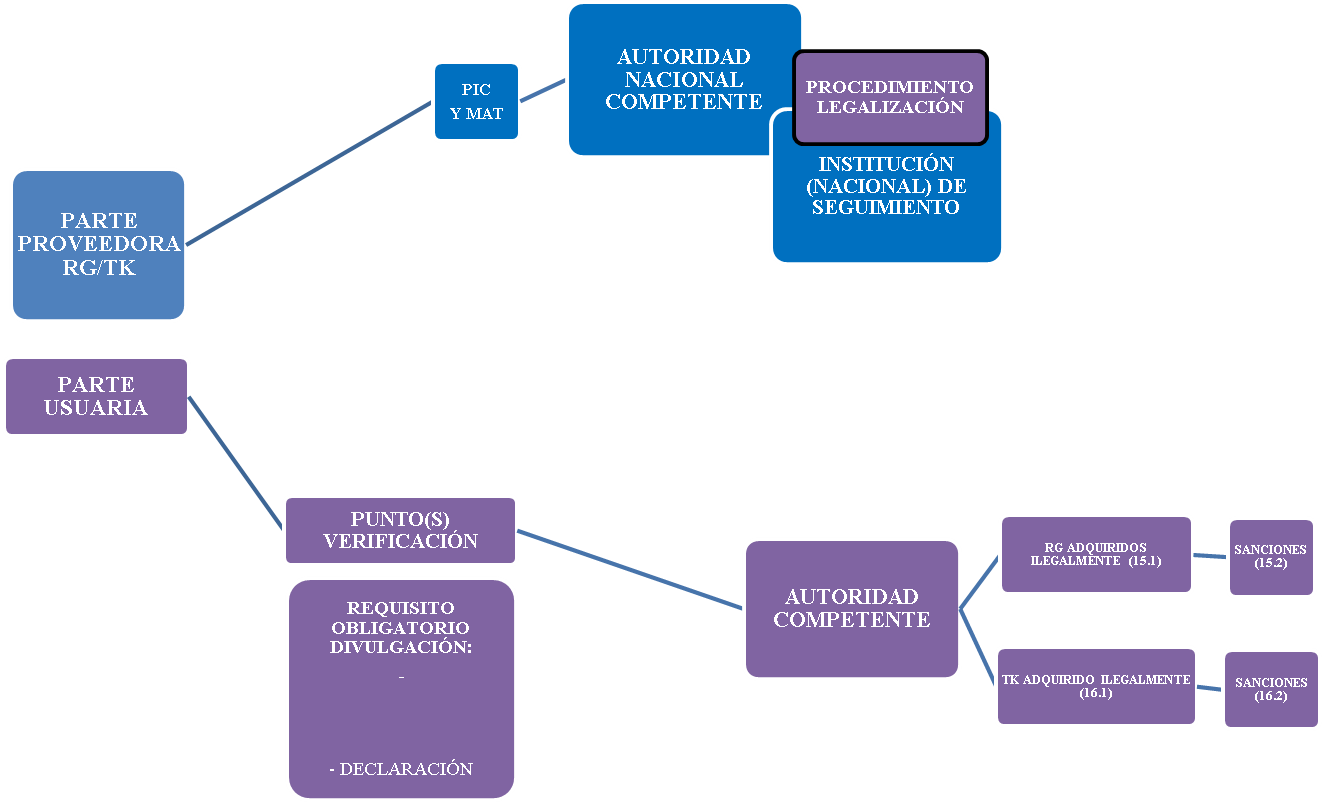 PARTE
PROVEEDORA
RG/TK
PIC
Y MAT
AUTORIDAD
NACIONAL
COMPETENTE
PROCEDIMIENTO
LEGALIZACIÓN
INSTITUCIÓN
(NACIONAL) DE
SEGUIMIENTO
PARTE
USUARIA
PUNTO(S)
VERIFICACIÓN
REQUISITO
OBLIGATORIO
DIVULGACIÓN:
-
- DECLARACIÓN
AUTORIDAD
COMPETENTE
RG ADQUIRIDOS
ILEGALMENTE (15.1)
SANCIONES
(15.2)
TK ADQUIRIDO ILEGALMENTE
(16.1)
SANCIONES
(16.2)